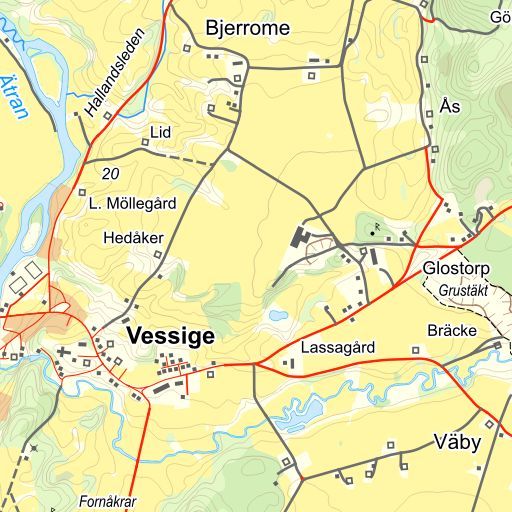 Gö
Bjerrome
Hallandsleden
Ätran
Ås
Lid
20
L. Möllegård
Hedåker
Glostorp
Grustäkt
Bräcke
Vessige
Lassagård
Väby
Fornåkrar